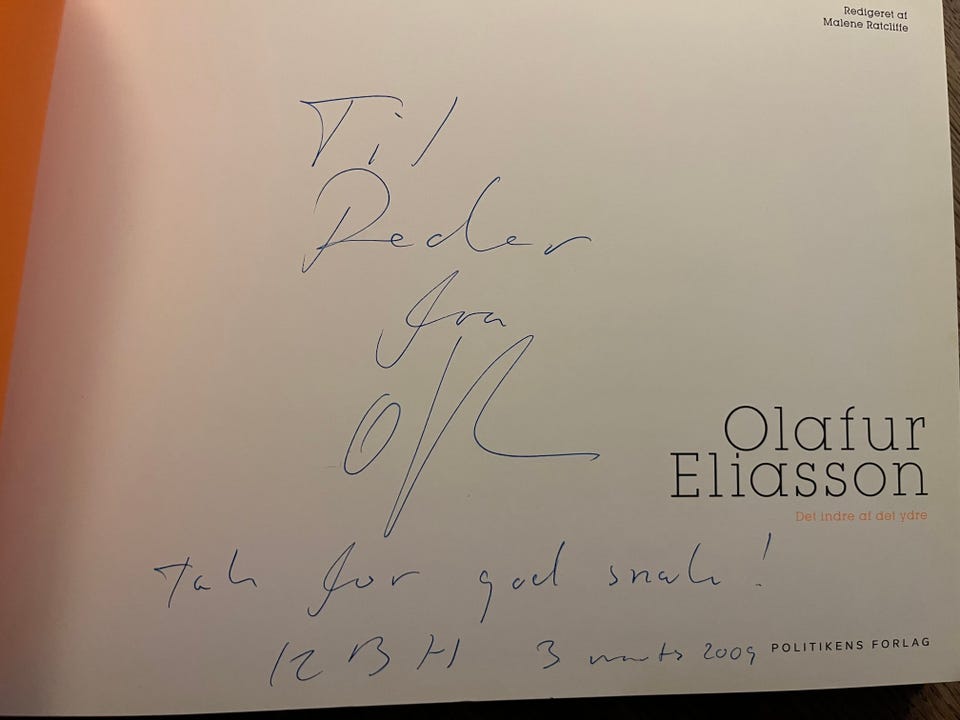 Redigeret af
Malene Ratcliffe
Til
Peder
fra
Olafur
Eliasson
Det indre af det ydre
Tak for god snak!
KBH 3 marts 2009
POLITIKENS FORLAG